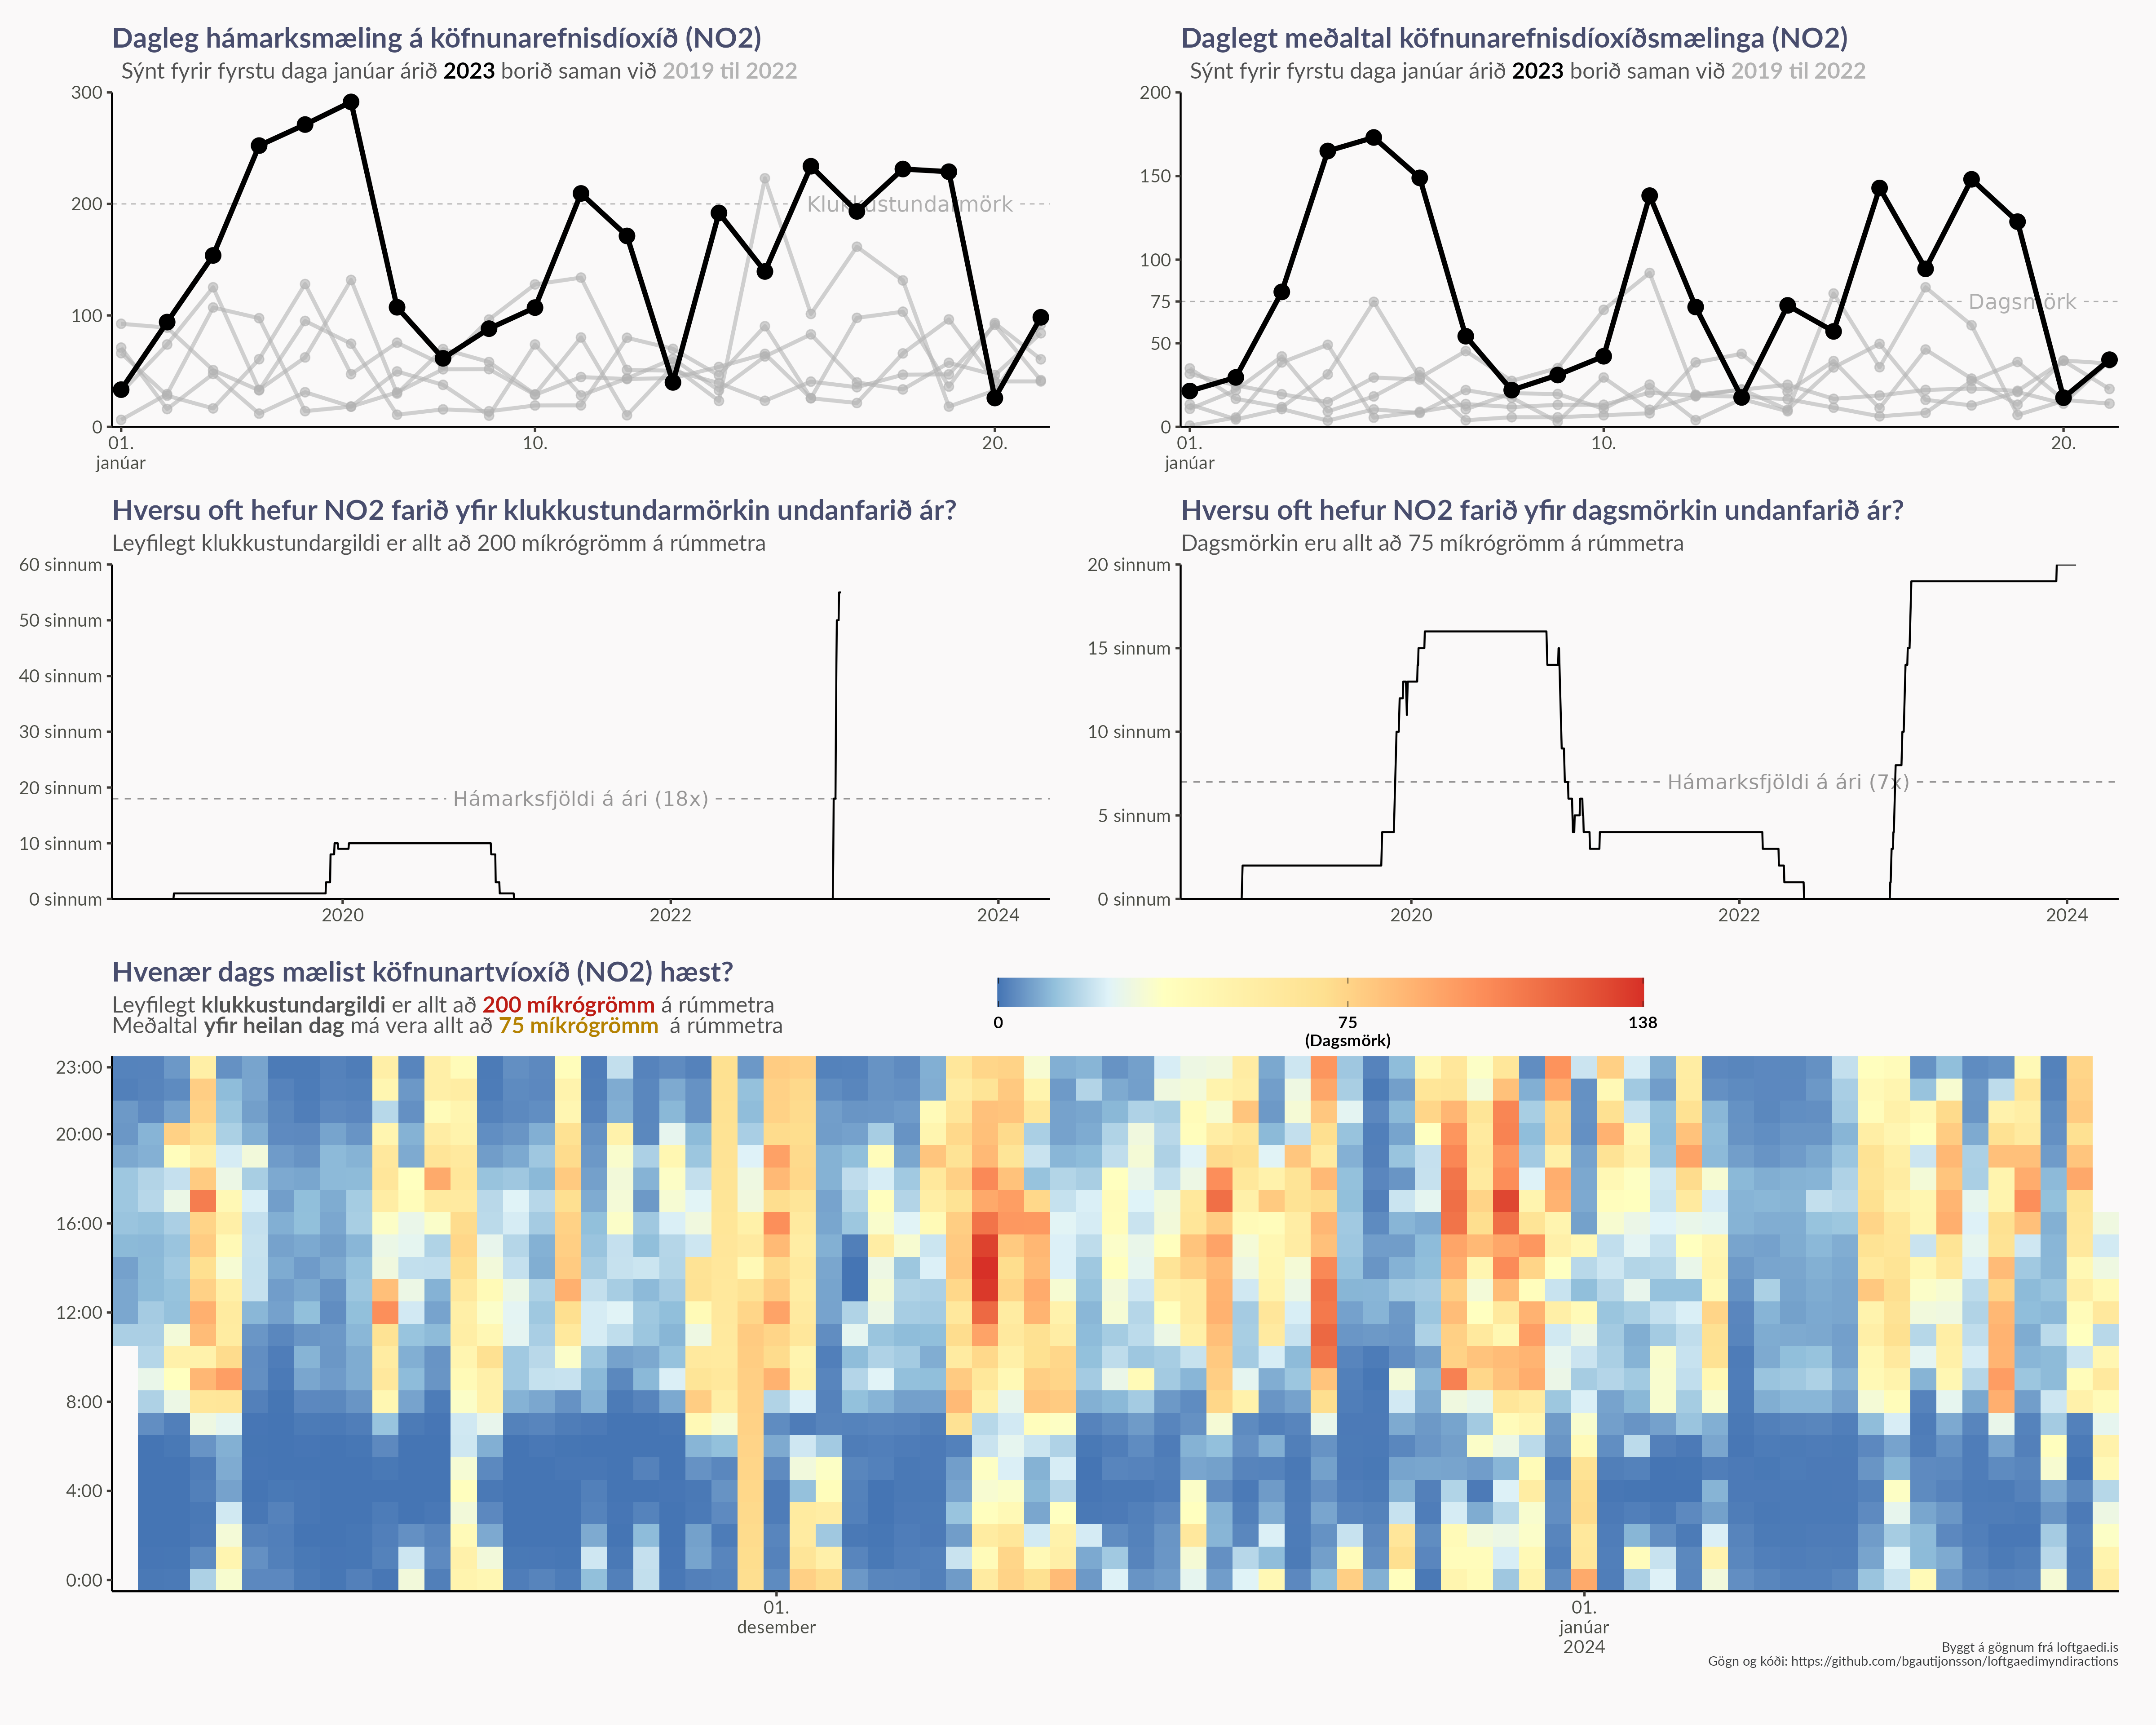 Dagleg hámarksmæling á köfnunarefnisdíoxíð (NO2)
Sýnt fyrir fyrstu daga janúar árið 2023 borið saman við 2019 til 2022
300
200
100
0
Klukkustundarmörk
01.
janúar
10.
20.
Daglegt meðaltal köfnunarefnisdíoxíðsmælinga (NO2)
Sýnt fyrir fyrstu daga janúar árið 2023 borið saman við 2019 til 2022
200
150
100
75
50
0
Dagsmörk
01.
janúar
10.
20.
Hversu oft hefur NO2 farið yfir klukkustundarmörkin undanfarið ár?
Leyfilegt klukkustundargildi er allt að 200 míkrógrömm á rúmmetra
60 sinnum
50 sinnum
40 sinnum
30 sinnum
20 sinnum
10 sinnum
0 sinnum
Hámarksfjöldi á ári (18x)
2020
2022
2024
Hversu oft hefur NO2 farið yfir dagsmörkin undanfarið ár?
Dagsmörkin eru allt að 75 míkrógrömm á rúmmetra
20 sinnum
15 sinnum
10 sinnum
5 sinnum
0 sinnum
Hámarksfjöldi á ári (7x)
2020
2022
2024
Hvenær dags mælist köfnunartvíoxíð (NO2) hæst?
Leyfilegt klukkustundargildi er allt að 200 míkrógrömm á rúmmetra
Meðaltal yfir heilan dag má vera allt að 75 míkrógrömm á rúmmetra
0
75
(Dagsmörk)
138
23:00
20:00
16:00
12:00
8:00
4:00
0:00
01.
desember
01.
janúar
2024
Byggt á gögnum frá loftgaedi.is
Gögn og kóði: https://github.com/bgautijonsson/loftgaedimyndiractions